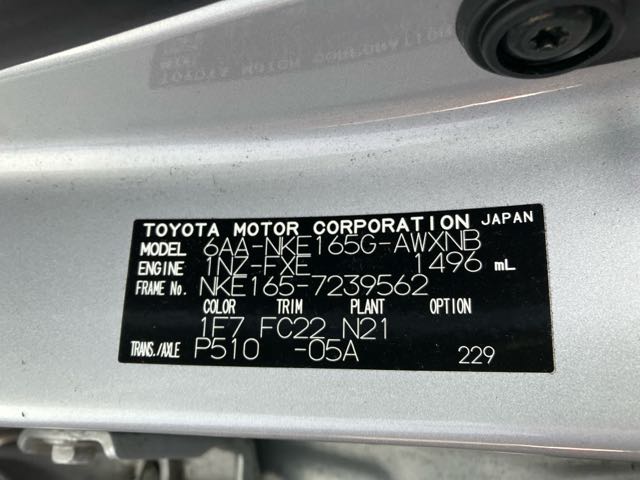 TOYOTA MOTOR CORPORATION JAPAN
MODEL 6AA-NKE165G-AWXNB
ENGINE 1NZ-FXE 1496 mL
FRAME No. NKE165-7239562
COLOR TRIM PLANT OPTION
1F7 FC22 N21
TRANS./AXLE P510 -05A 229